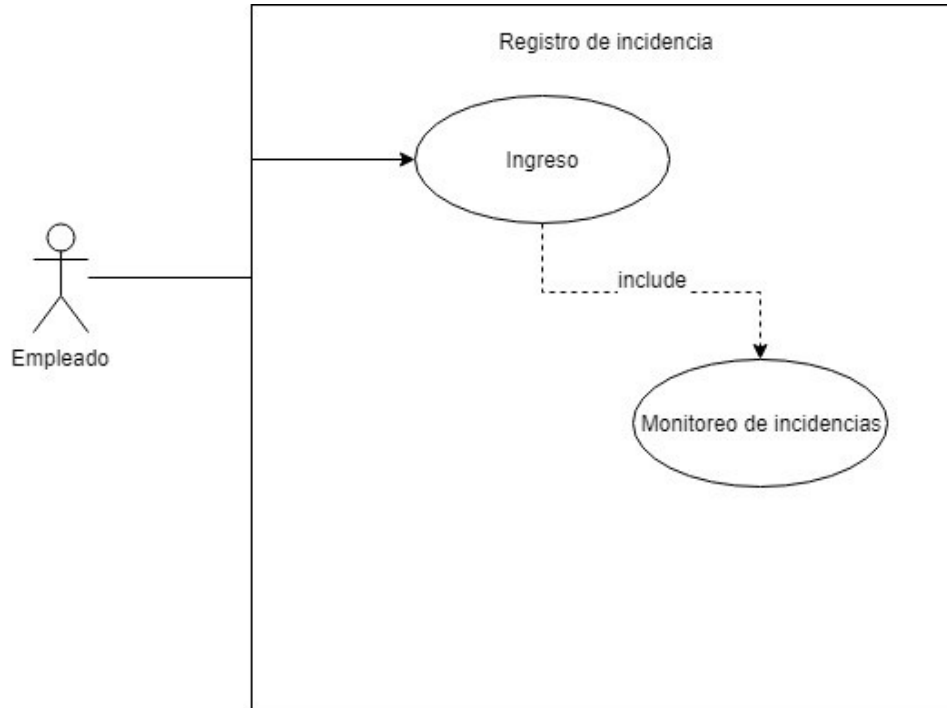 Registro de incidencia
Ingreso
include
Empleado
Monitoreo de incidencias